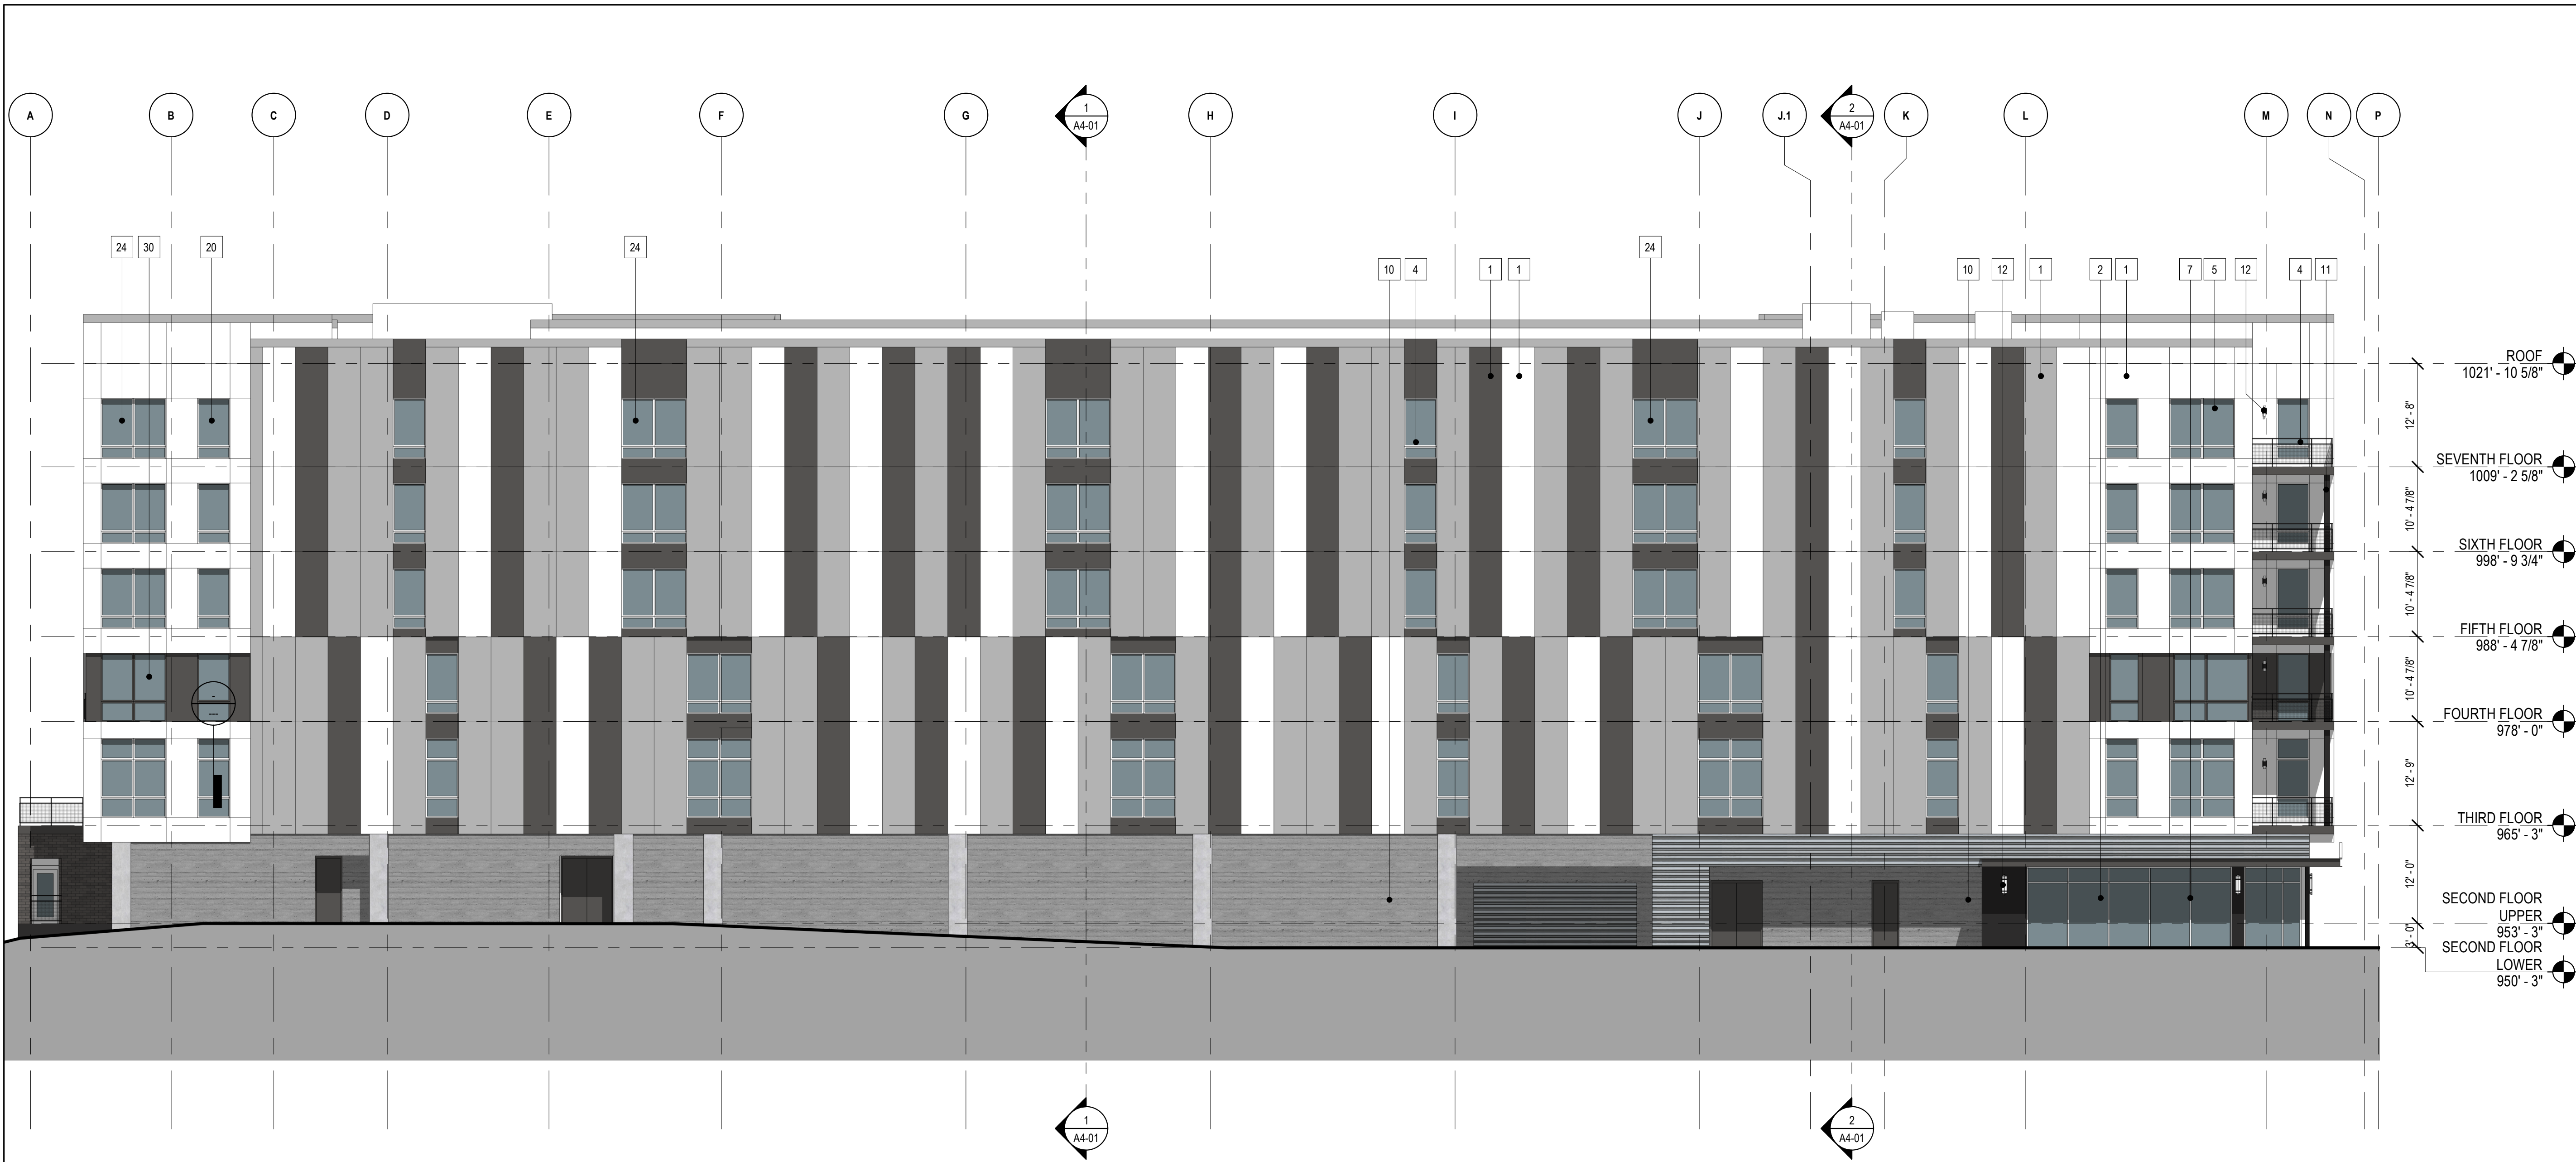 A
B
C
D
E
F
G
1
A4-01
H
I
J
J.1
2
A4-01
K
L
M
N
P
24
30
20
24
24
10
4
1
1
10
12
1
2
1
7
5
12
4
11
ROOF
1021' - 10 5/8"
12' - 8"
SEVENTH FLOOR
1009' - 2 5/8"
10' - 4 7/8"
SIXTH FLOOR
998' - 9 3/4"
10' - 4 7/8"
FIFTH FLOOR
988' - 4 7/8"
10' - 4 7/8"
-
---
FOURTH FLOOR
978' - 0"
12' - 9"
THIRD FLOOR
965' - 3"
12' - 0"
SECOND FLOOR
UPPER
953' - 3"
3' - 0"
SECOND FLOOR
LOWER
950' - 3"
1
A4-01
2
A4-01